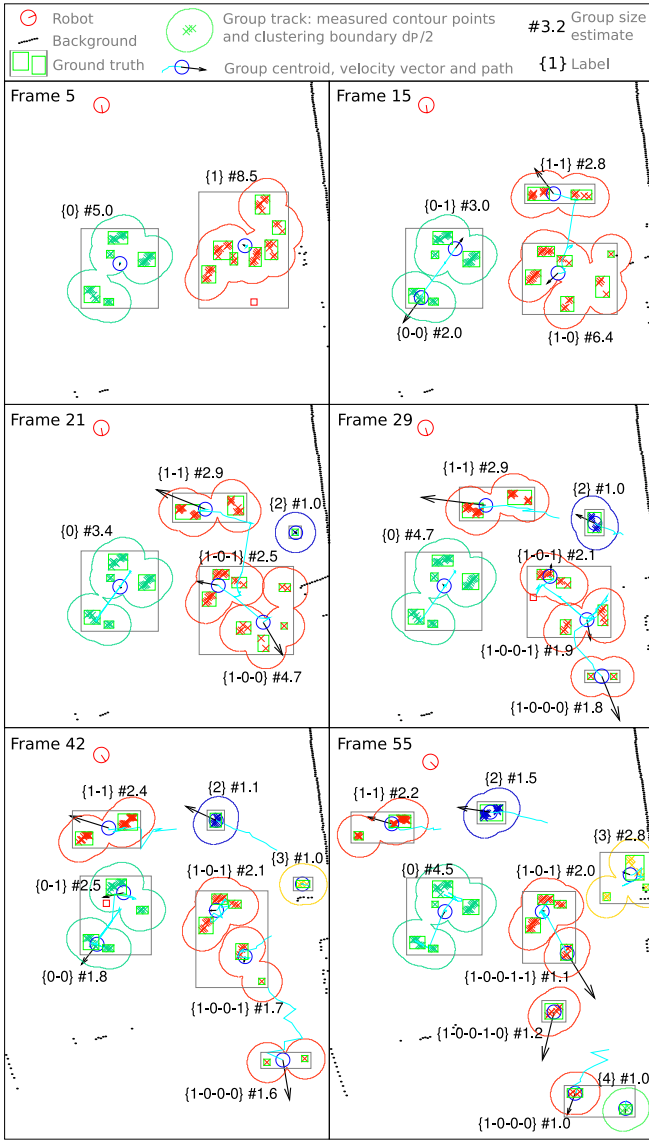 Robot
Background
Ground truth
Group track: measured contour points
and clustering boundary dP/2
Group centroid, velocity vector and path
#3.2 Group size
estimate
{1} Label
Frame 5
{1} #8.5
{0} #5.0
Frame 15
{1-1} #2.8
{0-1} #3.0
{0-0} #2.0
{1-0} #6.4
Frame 21
{1-1} #2.9
{2} #1.0
{0} #3.4
{1-0-1} #2.5
{1-0-0} #4.7
Frame 29
{1-1} #2.9
{2} #1.0
{0} #4.7
{1-0-1} #2.1
{1-0-0-1} #1.9
{1-0-0-0} #1.8
Frame 42
{1-1} #2.4
{2} #1.1
{3} #1.0
{0-1} #2.5
{1-0-1} #2.1
{0-0} #1.8
{1-0-0-1} #1.7
{1-0-0-0} #1.6
Frame 55
{2} #1.5
{1-1} #2.2
{3} #2.8
{0} #4.5
{1-0-1} #2.0
{1-0-0-1-1} #1.1
{1-0-0-1-0} #1.2
{4} #1.0
{1-0-0-0} #1.0